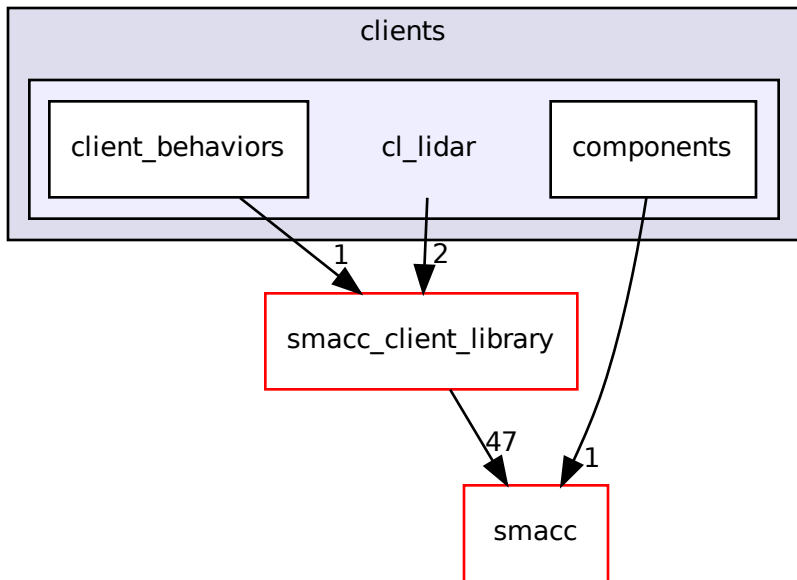 clients
client_behaviors
cl_lidar
components
1
2
smacc_client_library
47
1
smacc